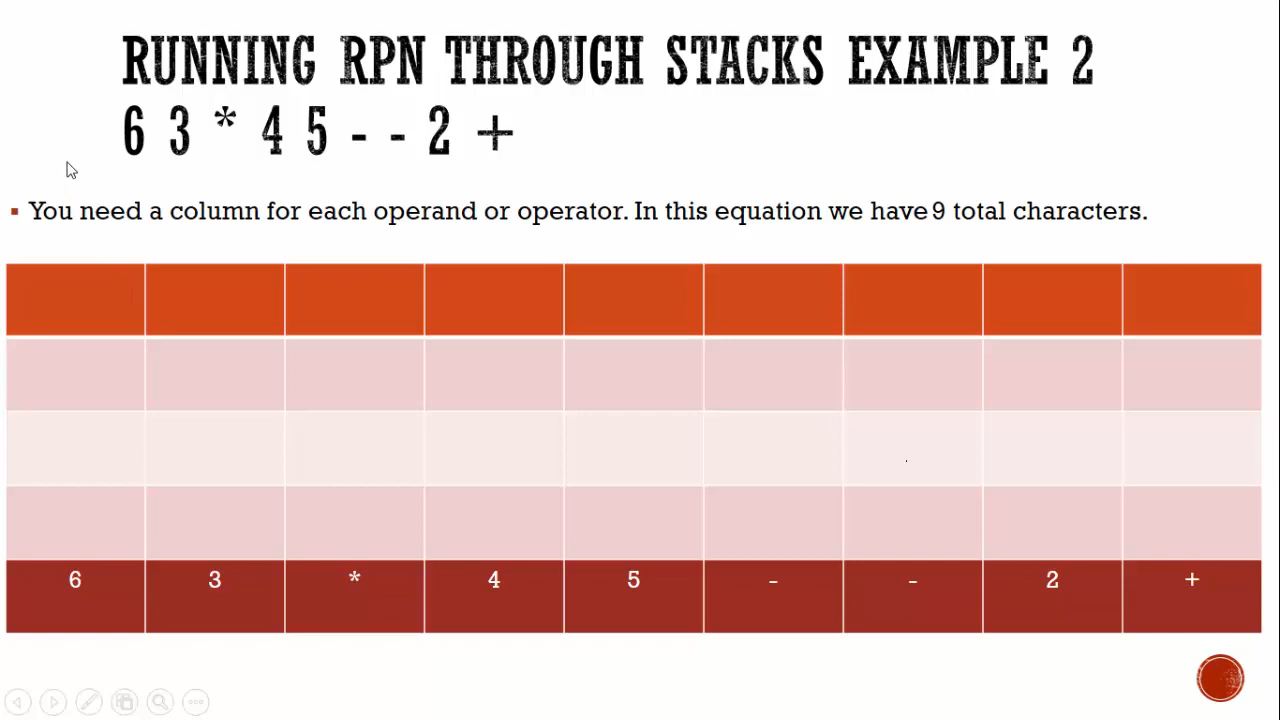 RUNNING RPN THROUGH STACKS EXAMPLE 2
6 3 * 4 5 - - 2 +
▪ You need a column for each operand or operator. In this equation we have 9 total characters.
6 3 * 4 5 - - 2 +